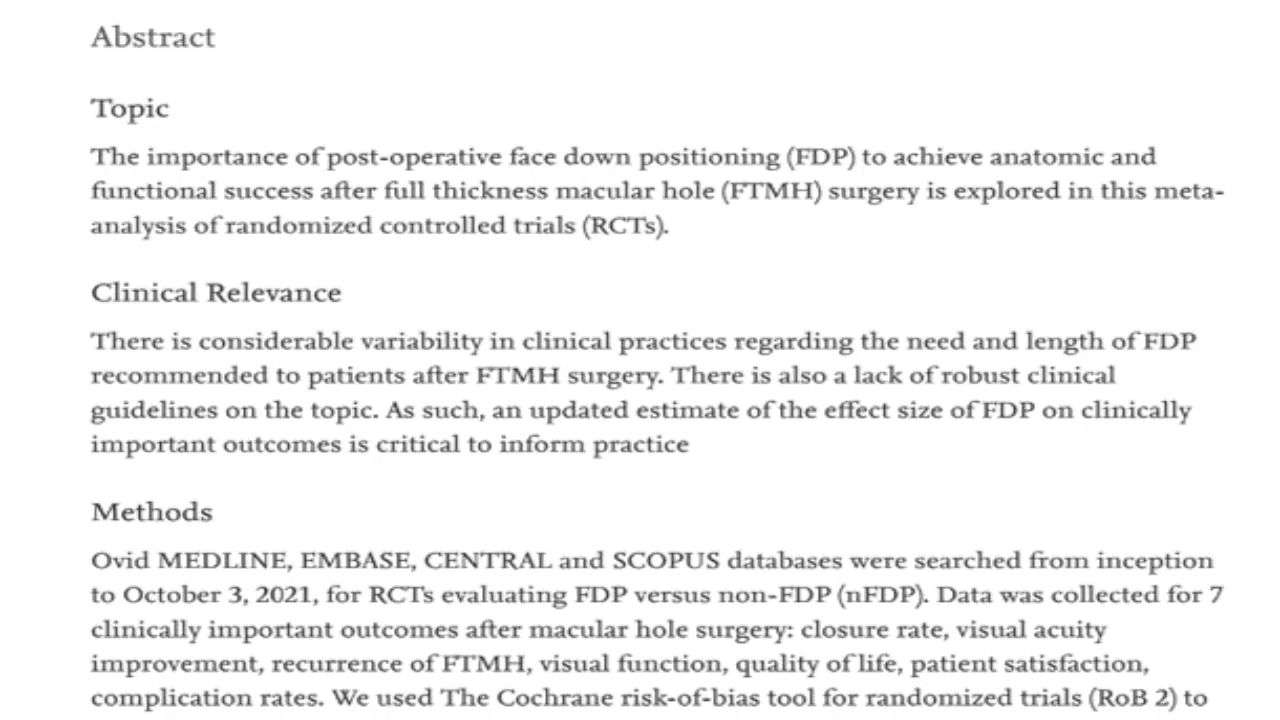 Abstract
Topic
The importance of post-operative face down positioning (FDP) to achieve anatomic and
functional success after full thickness macular hole (FTMH) surgery is explored in this meta-
analysis of randomized controlled trials (RCTs).
Clinical Relevance
There is considerable variability in clinical practices regarding the need and length of FDP
recommended to patients after FTMH surgery. There is also a lack of robust clinical
guidelines on the topic. As such, an updated estimate of the effect size of FDP on clinically
important outcomes is critical to inform practice
Methods
Ovid MEDLINE, EMBASE, CENTRAL and SCOPUS databases were searched from inception
to October 3, 2021, for RCTs evaluating FDP versus non-FDP (nFDP). Data was collected for 7
clinically important outcomes after macular hole surgery: closure rate, visual acuity
improvement, recurrence of FTMH, visual function, quality of life, patient satisfaction,
complication rates. We used The Cochrane risk-of-bias tool for randomized trials (RoB 2) to